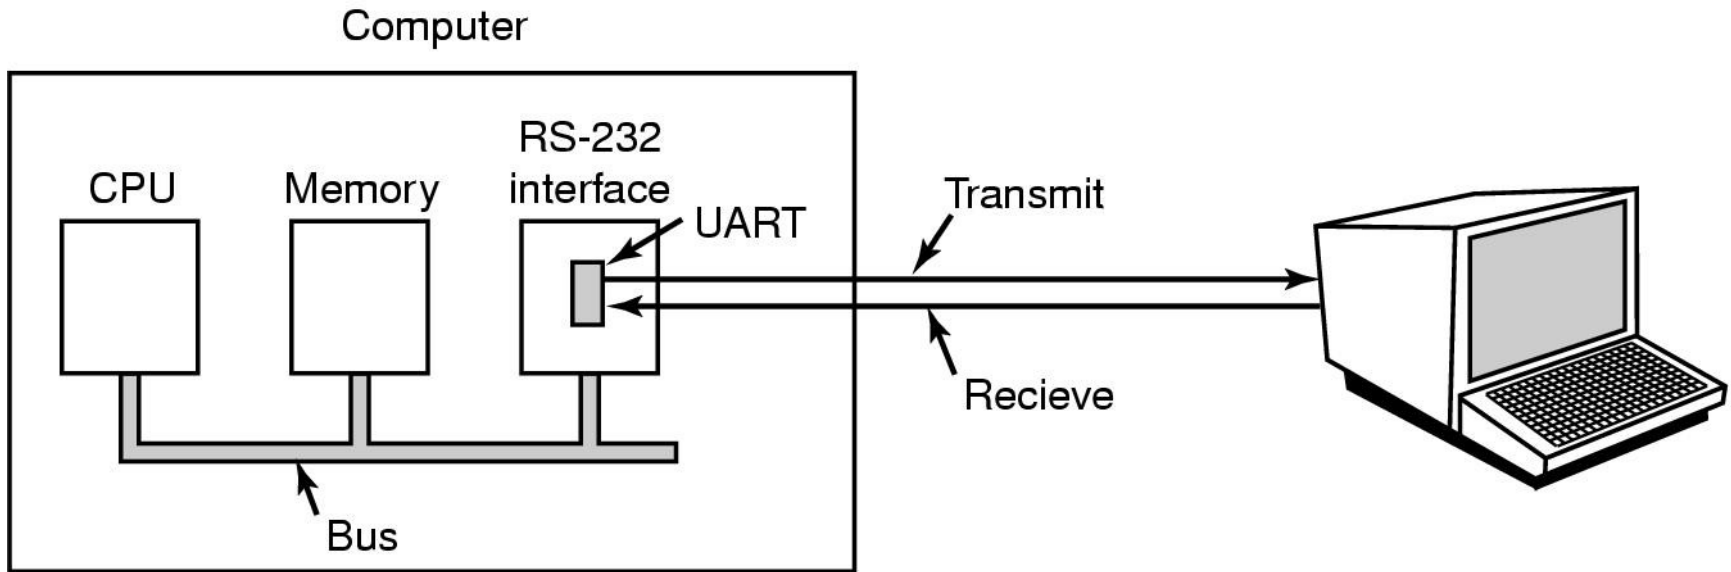 Computer
RS-232
CPU
Memory
interface
UART
Transmit
Recieve
Bus